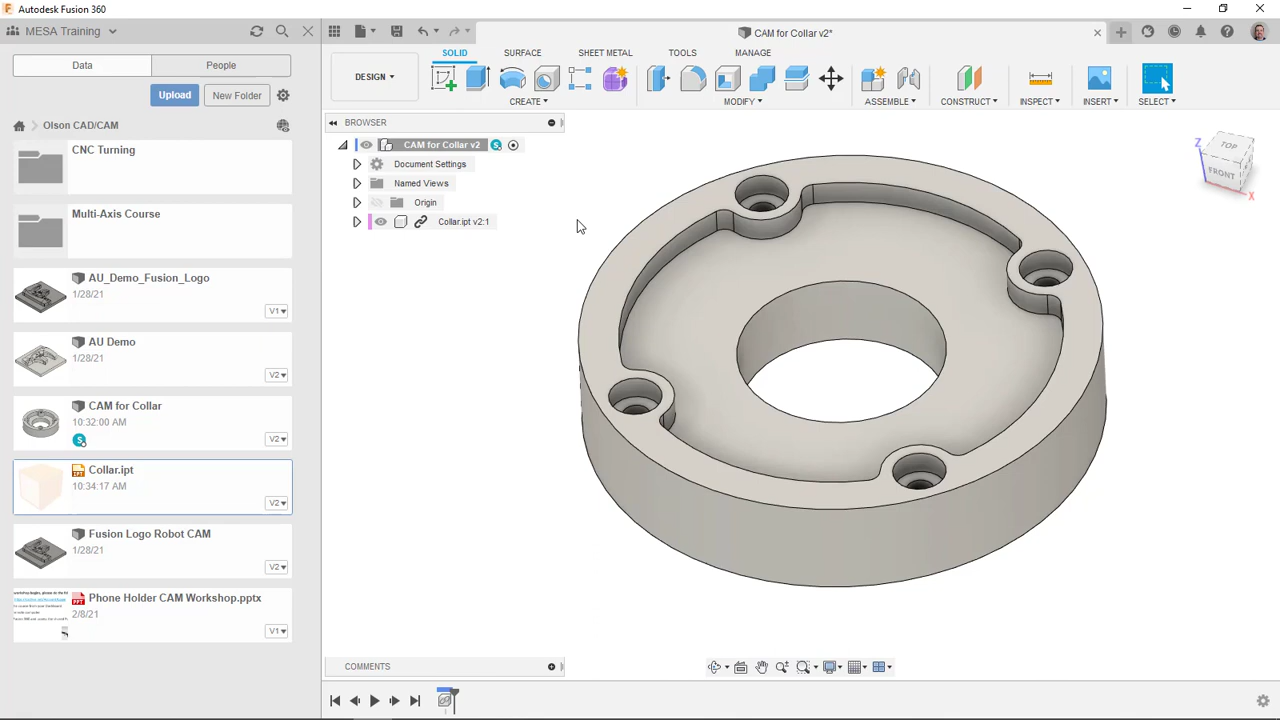 Autodesk Fusion 360
MESA Training
CAM for Collar v2*
Data
People
Upload
New Folder
Olson CAD/CAM
CNC Turning
Multi-Axis Course
AU_Demo_Fusion_Logo
1/28/21
V1
AU Demo
1/28/21
V2
CAM for Collar
10:32:00 AM
S
V2
Collar.ipt
10:34:17 AM
V2
Fusion Logo Robot CAM
1/28/21
V2
Phone Holder CAM Workshop.pptx
2/8/21
V1
SOLID
SURFACE
SHEET METAL
TOOLS
MANAGE
DESIGN
CREATE
MODIFY
ASSEMBLE
CONSTRUCT
INSPECT
INSERT
SELECT
BROWSER
CAM for Collar v2
S
Document Settings
Named Views
Origin
Collar.ipt v2:1
Z
TOP
FRONT
X
COMMENTS